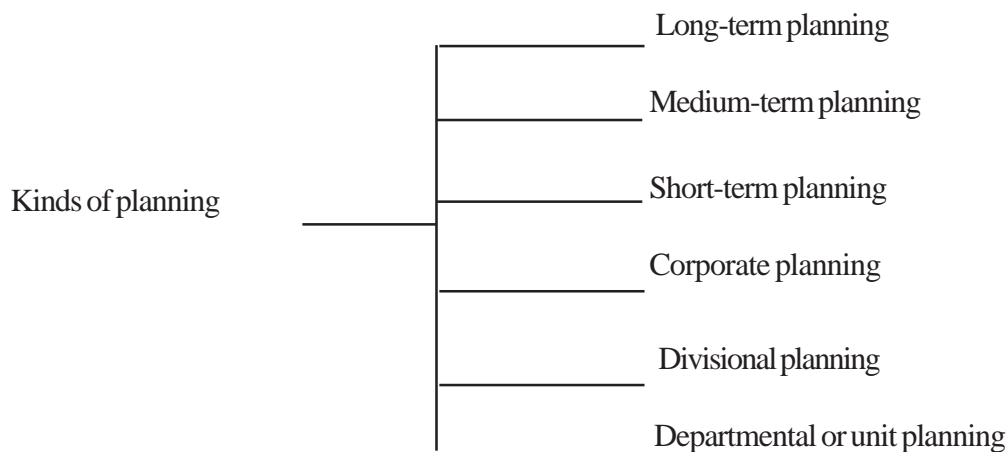 Long-term planning
Medium-term planning
Short-term planning
Kinds of planning
Corporate planning
Divisional planning
Departmental or unit planning